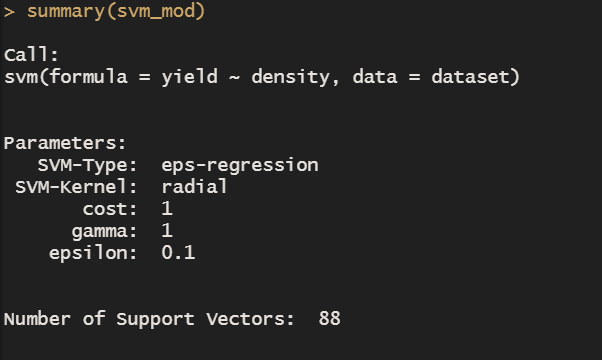 > summary(svm_mod)
Call:
svm(formula = yield ~ density, data = dataset)
Parameters:
   SVM-Type:  eps-regression
 SVM-Kernel:  radial
       cost:  1
      gamma:  1
    epsilon:  0.1
Number of Support Vectors:  88